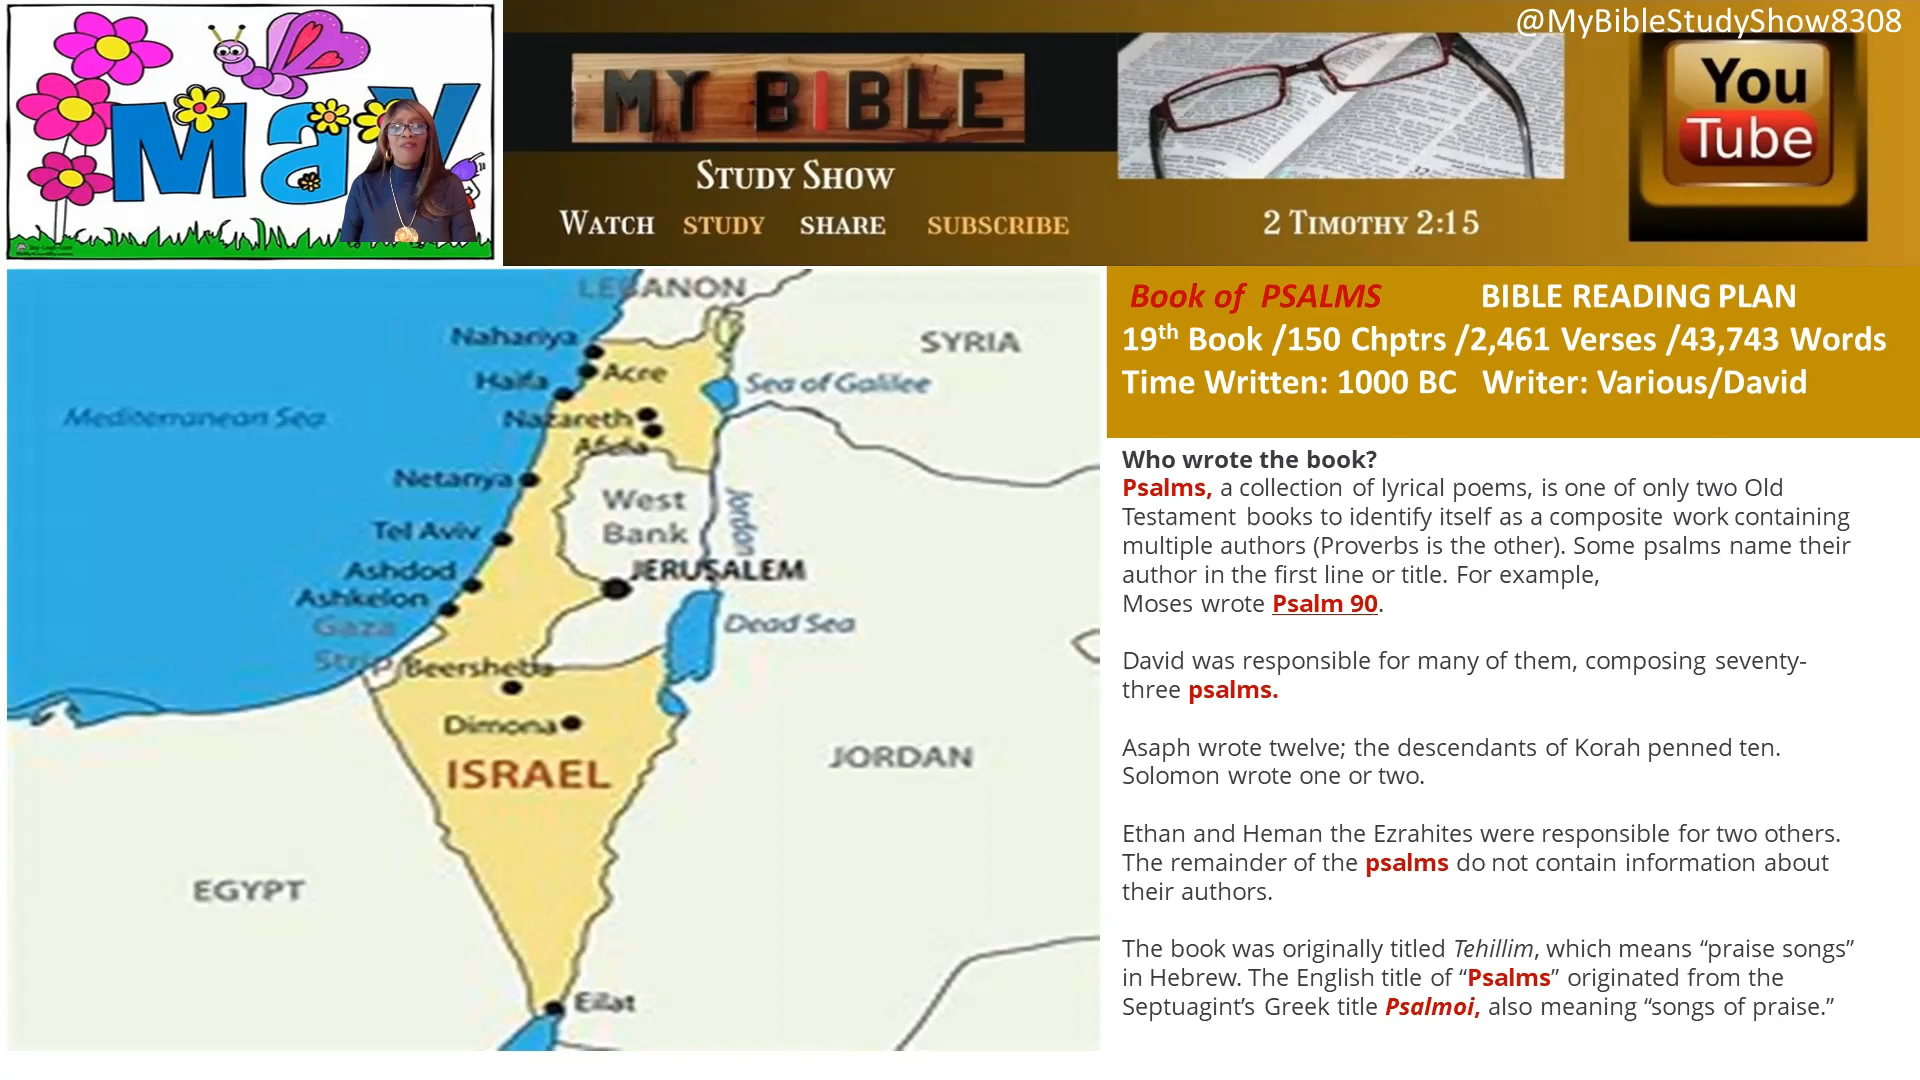 @MyBibleStudyShow8308
May
MY BIBLE
STUDY SHOW
WATCH STUDY SHARE SUBSCRIBE
2 TIMOTHY 2:15
You
Tube
LEBANON
Nahariya
SYRIA
Acre
Haifa
Sea of Galilee
Mediterranean Sea
Nazareth
Afula
Netanya
West
Bank
Jordan
Tel Aviv
JERUSALEM
Ashdod
Ashkelon
Gaza
Strip
Dead Sea
Beersheba
Dimona
JORDAN
ISRAEL
EGYPT
Eilat
Book of PSALMS BIBLE READING PLAN
19th Book /150 Chptrs /2,461 Verses /43,743 Words
Time Written: 1000 BC Writer: Various/David
Who wrote the book?
Psalms, a collection of lyrical poems, is one of only two Old
Testament books to identify itself as a composite work containing
multiple authors (Proverbs is the other). Some psalms name their
author in the first line or title. For example,
Moses wrote Psalm 90.
David was responsible for many of them, composing seventy-
three psalms.
Asaph wrote twelve; the descendants of Korah penned ten.
Solomon wrote one or two.
Ethan and Heman the Ezrahites were responsible for two others.
The remainder of the psalms do not contain information about
their authors.
The book was originally titled Tehillim, which means “praise songs”
in Hebrew. The English title of “Psalms” originated from the
Septuagint’s Greek title Psalmoi, also meaning “songs of praise.”